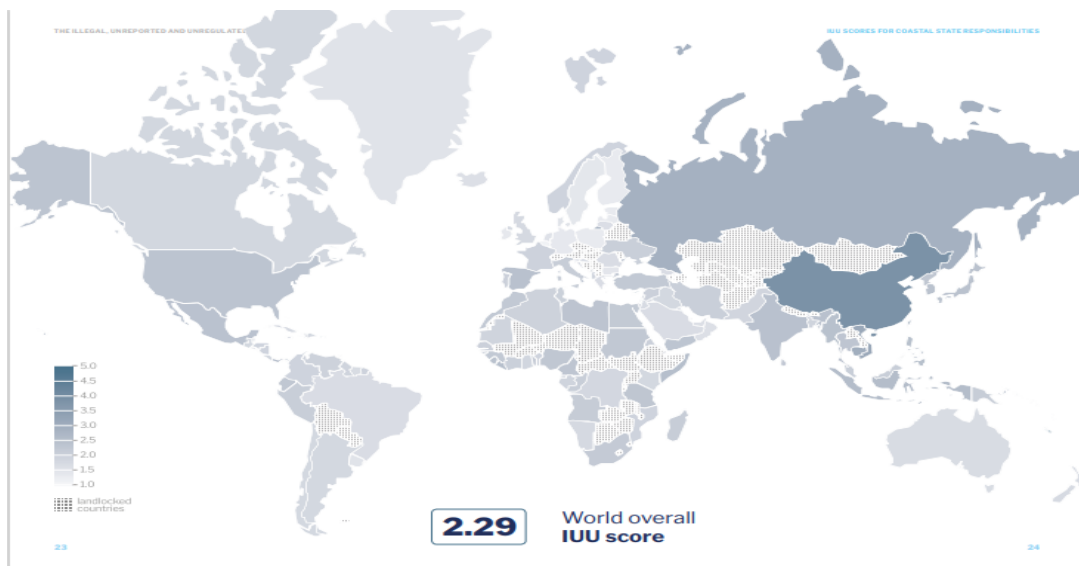 THE ILLEGAL, UNREPORTED AND UNREGULATED
IUU SCORES FOR COASTAL STATE RESPONSIBILITIES
5.0
4.5
4.0
3.5
3.0
2.5
2.0
1.5
1.0
landlocked
countries
2.29
World overall
IUU score
23
24